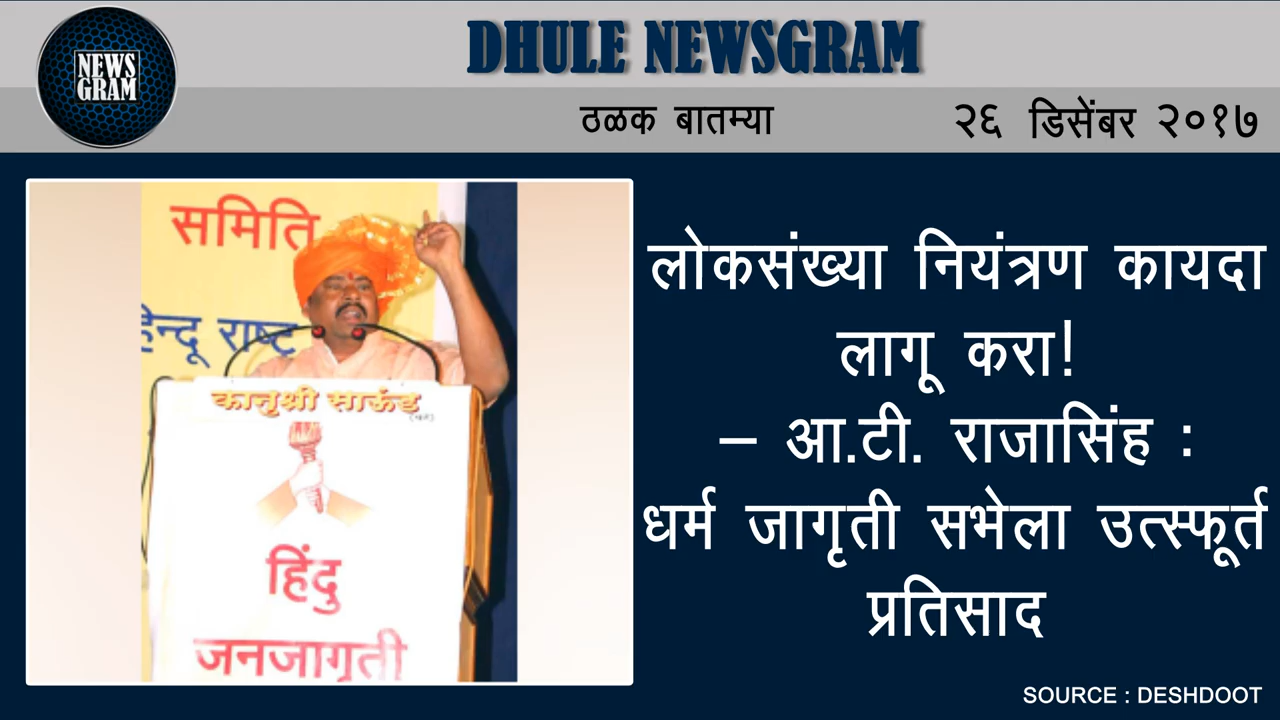 NEWS
GRAM
DHULE NEWSGRAM
ठळक बातम्या
२६ डिसेंबर २०१७
समिति
हिन्दू राष्ट्र
कानुश्री साऊंड
हिंदु
जनजागृती
लोकसंख्या नियंत्रण कायदा
लागू करा!
– आ.टी. राजासिंह :
धर्म जागृती सभेला उत्स्फूर्त
प्रतिसाद
SOURCE : DESHDOOT